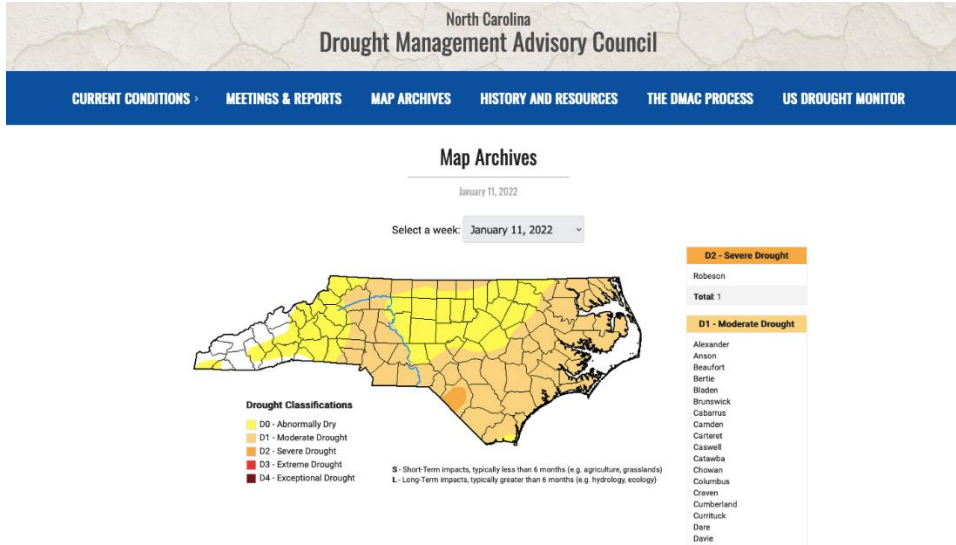 North Carolina
Drought Management Advisory Council
CURRENT CONDITIONS ›
MEETINGS & REPORTS
MAP ARCHIVES
HISTORY AND RESOURCES
THE DMAC PROCESS
US DROUGHT MONITOR
Map Archives
January 11, 2022
Select a week: January 11, 2022
Drought Classifications
D0 - Abnormally Dry
D1 - Moderate Drought
D2 - Severe Drought
D3 - Extreme Drought
D4 - Exceptional Drought
S - Short-Term impacts, typically less than 6 months (e.g. agriculture, grasslands)
L - Long-Term impacts, typically greater than 6 months (e.g. hydrology, ecology)
D2 - Severe Drought
Robeson
Total: 1
D1 - Moderate Drought
Alexander
Anson
Beaufort
Bertie
Bladen
Brunswick
Cabarrus
Camden
Carteret
Caswell
Catawba
Chowan
Columbus
Craven
Cumberland
Currituck
Dare
Davie